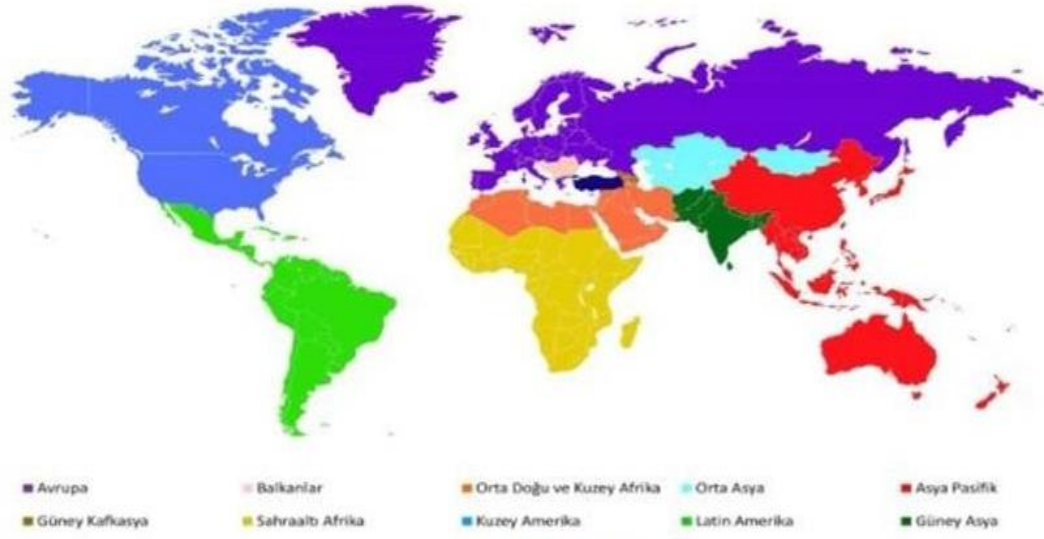 Avrupa Balkanlar Orta Doğu ve Kuzey Afrika Orta Asya Asya Pasifik
Güney Kafkasya Sahraaltı Afrika Kuzey Amerika Latin Amerika Güney Asya